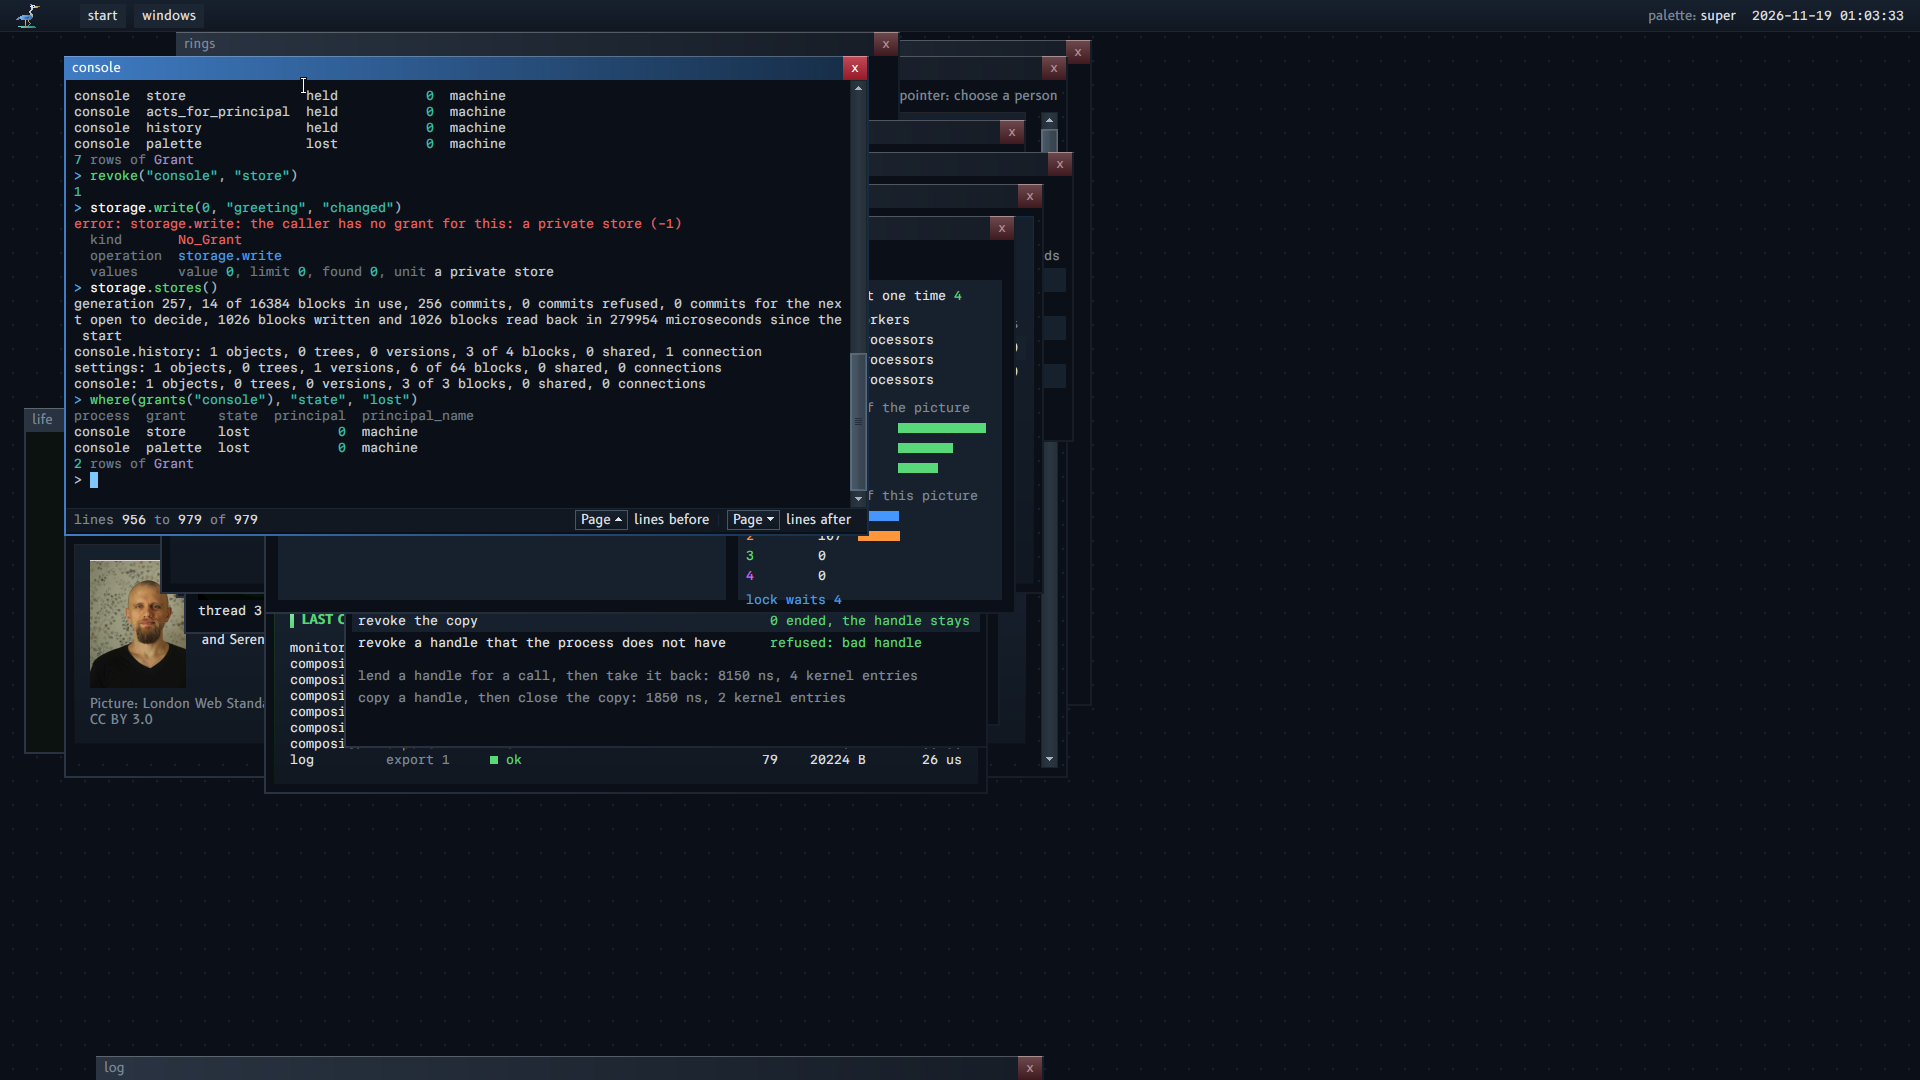 start windows palette: super 2026-11-19 01:03:33
rings x
x
console x
x
pointer: choose a person
console store held 0 machine
console acts_for_principal held 0 machine
console history held 0 machine
console palette lost 0 machine
7 rows of Grant
> revoke("console", "store")
1
> storage.write(0, "greeting", "changed")
error: storage.write: the caller has no grant for this: a private store (-1)
kind No_Grant
operation storage.write
values value 0, limit 0, found 0, unit a private store
> storage.stores()
generation 257, 14 of 16384 blocks in use, 256 commits, 0 commits refused, 0 commits for the nex
t open to decide, 1026 blocks written and 1026 blocks read back in 279954 microseconds since the
start
console.history: 1 objects, 0 trees, 0 versions, 3 of 4 blocks, 0 shared, 1 connection
settings: 1 objects, 0 trees, 1 versions, 6 of 64 blocks, 0 shared, 0 connections
console: 1 objects, 0 trees, 0 versions, 3 of 3 blocks, 0 shared, 0 connections
> where(grants("console"), "state", "lost")
process grant state principal principal_name
console store lost 0 machine
console palette lost 0 machine
2 rows of Grant
>
lines 956 to 979 of 979 Page lines before Page lines after
x
x
x
x
ds
t one time 4
rkers
ocessors
ocessors
ocessors
f the picture
f this picture
3 0
4 0
lock waits 4
life
thread 3
and Seren
Picture: London Web Standa
CC BY 3.0
LAST C
monitor
composi
composi
composi
composi
composi
composi
log export 1 ok 79 20224 B 26 us
revoke the copy 0 ended, the handle stays
revoke a handle that the process does not have refused: bad handle
lend a handle for a call, then take it back: 8150 ns, 4 kernel entries
copy a handle, then close the copy: 1850 ns, 2 kernel entries
log x